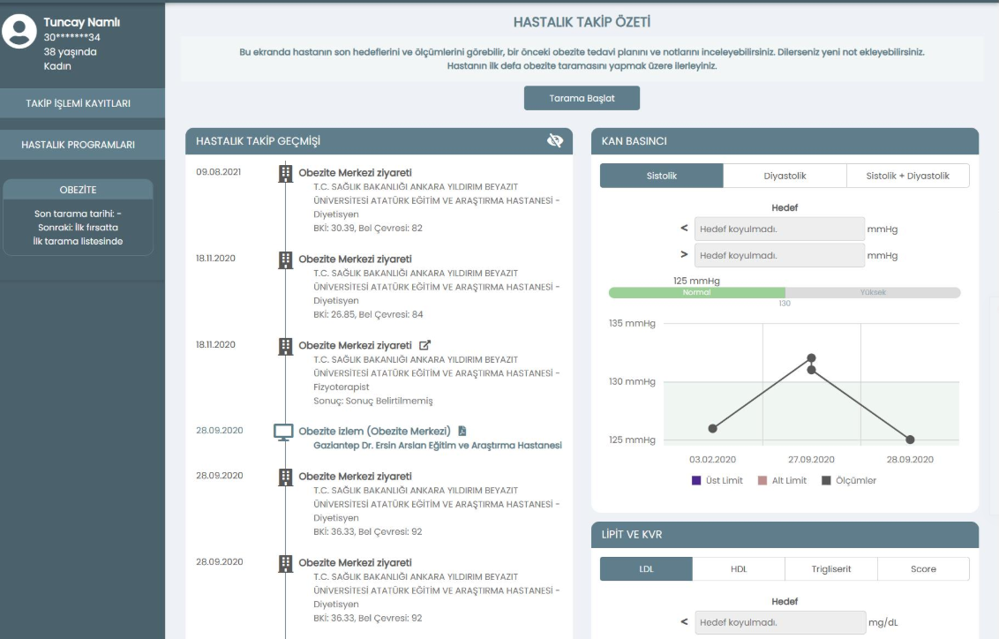 Tuncay Namlı
30*******34
38 yaşında
Kadın
TAKİP İŞLEMİ KAYITLARI
HASTALIK PROGRAMLARI
OBEZİTE
Son tarama tarihi: -
Sonraki: İlk fırsatta
İlk tarama listesinde
HASTALIK TAKİP ÖZETİ
Bu ekranda hastanın son hedeflerini ve ölçümlerini görebilir, bir önceki obezite tedavi planını ve notlarını inceleyebilirsiniz. Dilerseniz yeni not ekleyebilirsiniz.
Hastanın ilk defa obezite taramasını yapmak üzere ilerleyiniz.
Tarama Başlat
HASTALIK TAKİP GEÇMİŞİ
09.08.2021
Obezite Merkezi ziyareti
T.C. SAĞLIK BAKANLIĞI ANKARA YILDIRIM BEYAZIT
ÜNİVERSİTESİ ATATÜRK EĞİTİM VE ARAŞTIRMA HASTANESİ -
Diyetisyen
BKİ: 30.39, Bel Çevresi: 82
18.11.2020
Obezite Merkezi ziyareti
T.C. SAĞLIK BAKANLIĞI ANKARA YILDIRIM BEYAZIT
ÜNİVERSİTESİ ATATÜRK EĞİTİM VE ARAŞTIRMA HASTANESİ -
Diyetisyen
BKİ: 26.85, Bel Çevresi: 84
18.11.2020
Obezite Merkezi ziyareti
T.C. SAĞLIK BAKANLIĞI ANKARA YILDIRIM BEYAZIT
ÜNİVERSİTESİ ATATÜRK EĞİTİM VE ARAŞTIRMA HASTANESİ -
Fizyoterapist
Sonuç: Sonuç Belirtilmemiş
28.09.2020
Obezite izlem (Obezite Merkezi)
Gaziantep Dr. Ersin Arslan Eğitim ve Araştırma Hastanesi
28.09.2020
Obezite Merkezi ziyareti
T.C. SAĞLIK BAKANLIĞI ANKARA YILDIRIM BEYAZIT
ÜNİVERSİTESİ ATATÜRK EĞİTİM VE ARAŞTIRMA HASTANESİ -
Diyetisyen
BKİ: 36.33, Bel Çevresi: 92
28.09.2020
Obezite Merkezi ziyareti
T.C. SAĞLIK BAKANLIĞI ANKARA YILDIRIM BEYAZIT
ÜNİVERSİTESİ ATATÜRK EĞİTİM VE ARAŞTIRMA HASTANESİ -
Diyetisyen
BKİ: 36.33, Bel Çevresi: 92
KAN BASINCI
Sistolik Diyastolik Sistolik + Diyastolik
Hedef
< Hedef koyulmadı. mmHg
> Hedef koyulmadı. mmHg
125 mmHg
Normal Yüksek
130
135 mmHg
130 mmHg
125 mmHg
03.02.2020 27.09.2020 28.09.2020
Üst Limit Alt Limit Ölçümler
LİPİT VE KVR
LDL HDL Trigliserit Score
Hedef
< Hedef koyulmadı. mg/dL